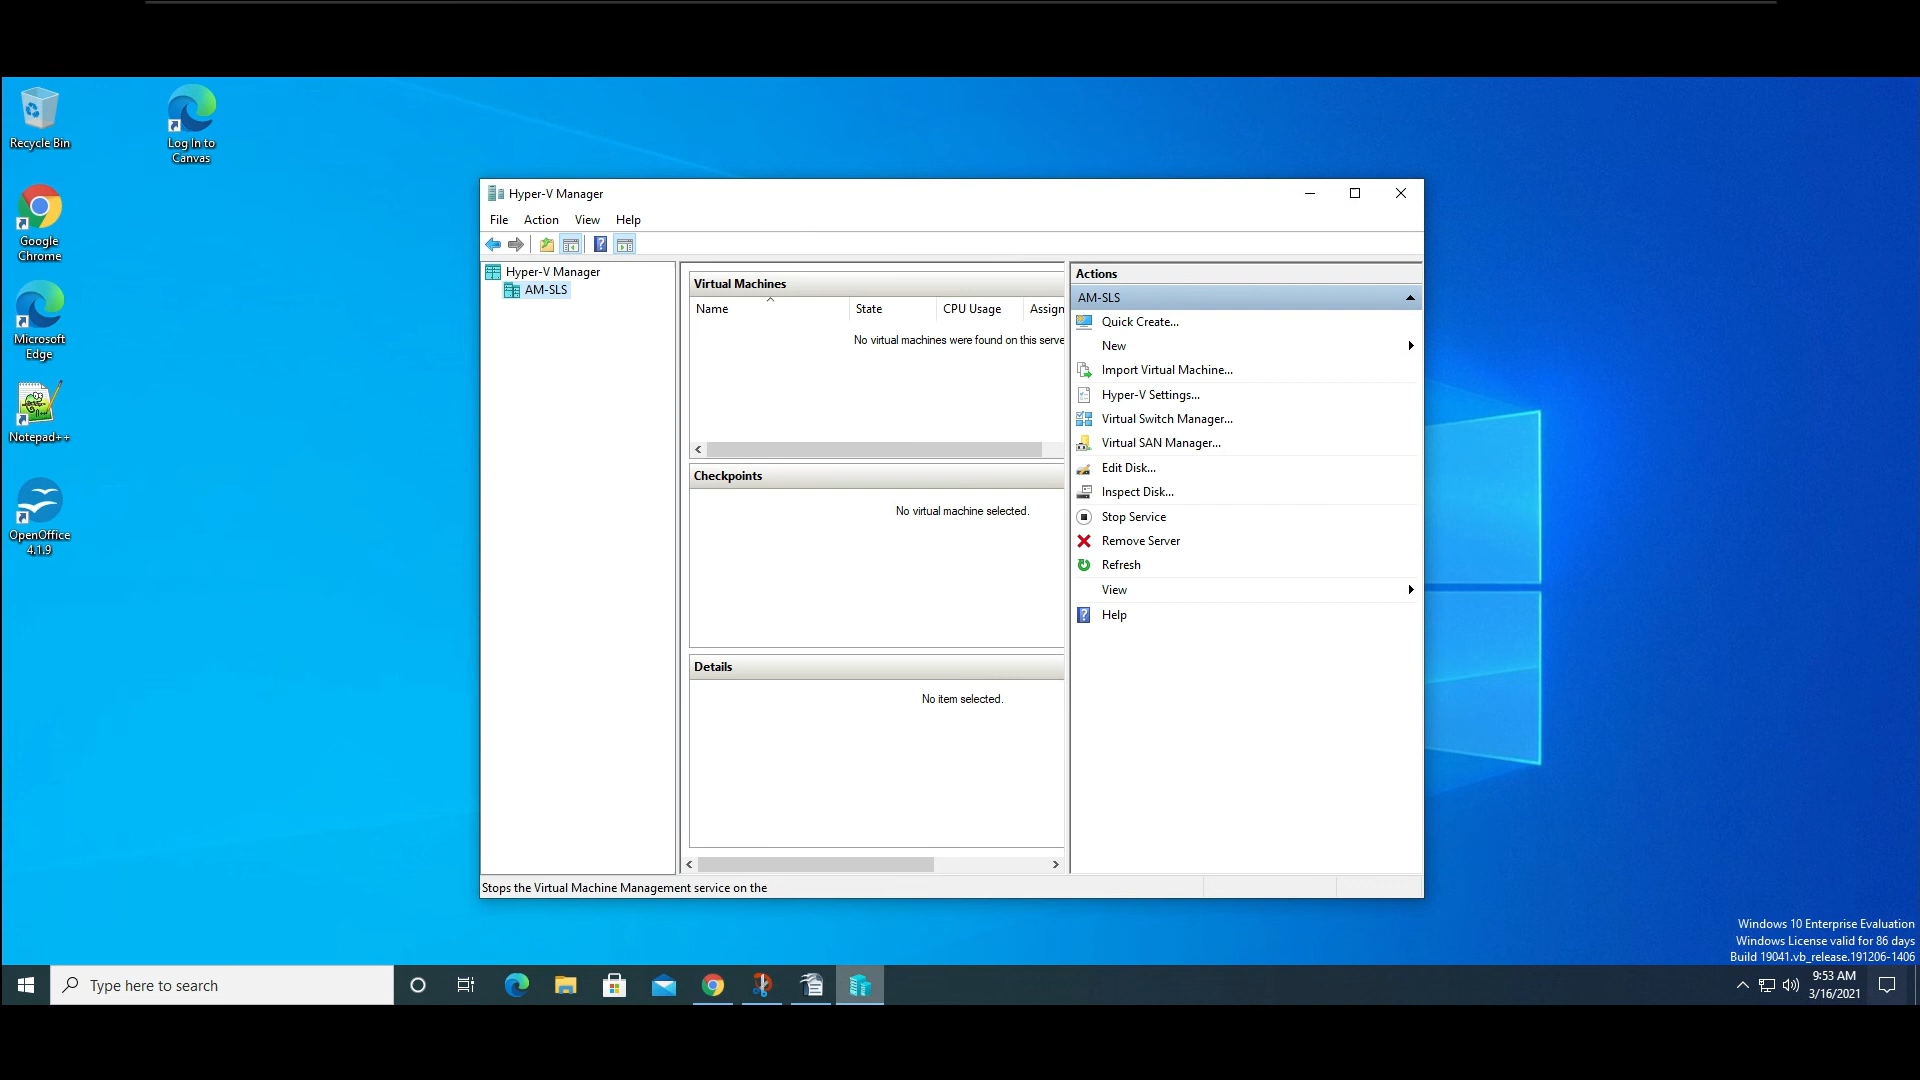 Recycle Bin
Log In to
Canvas
Google
Chrome
Microsoft
Edge
Notepad++
OpenOffice
4.1.9
Hyper-V Manager
File Action View Help
Hyper-V Manager
AM-SLS
Virtual Machines
Name State CPU Usage Assign
No virtual machines were found on this serve
Checkpoints
No virtual machine selected.
Details
No item selected.
Actions
AM-SLS
Quick Create...
New
Import Virtual Machine...
Hyper-V Settings...
Virtual Switch Manager...
Virtual SAN Manager...
Edit Disk...
Inspect Disk...
Stop Service
Remove Server
Refresh
View
Help
Stops the Virtual Machine Management service on the
Windows 10 Enterprise Evaluation
Windows License valid for 86 days
Build 19041.vb_release.191206-1406
Type here to search
9:53 AM
3/16/2021